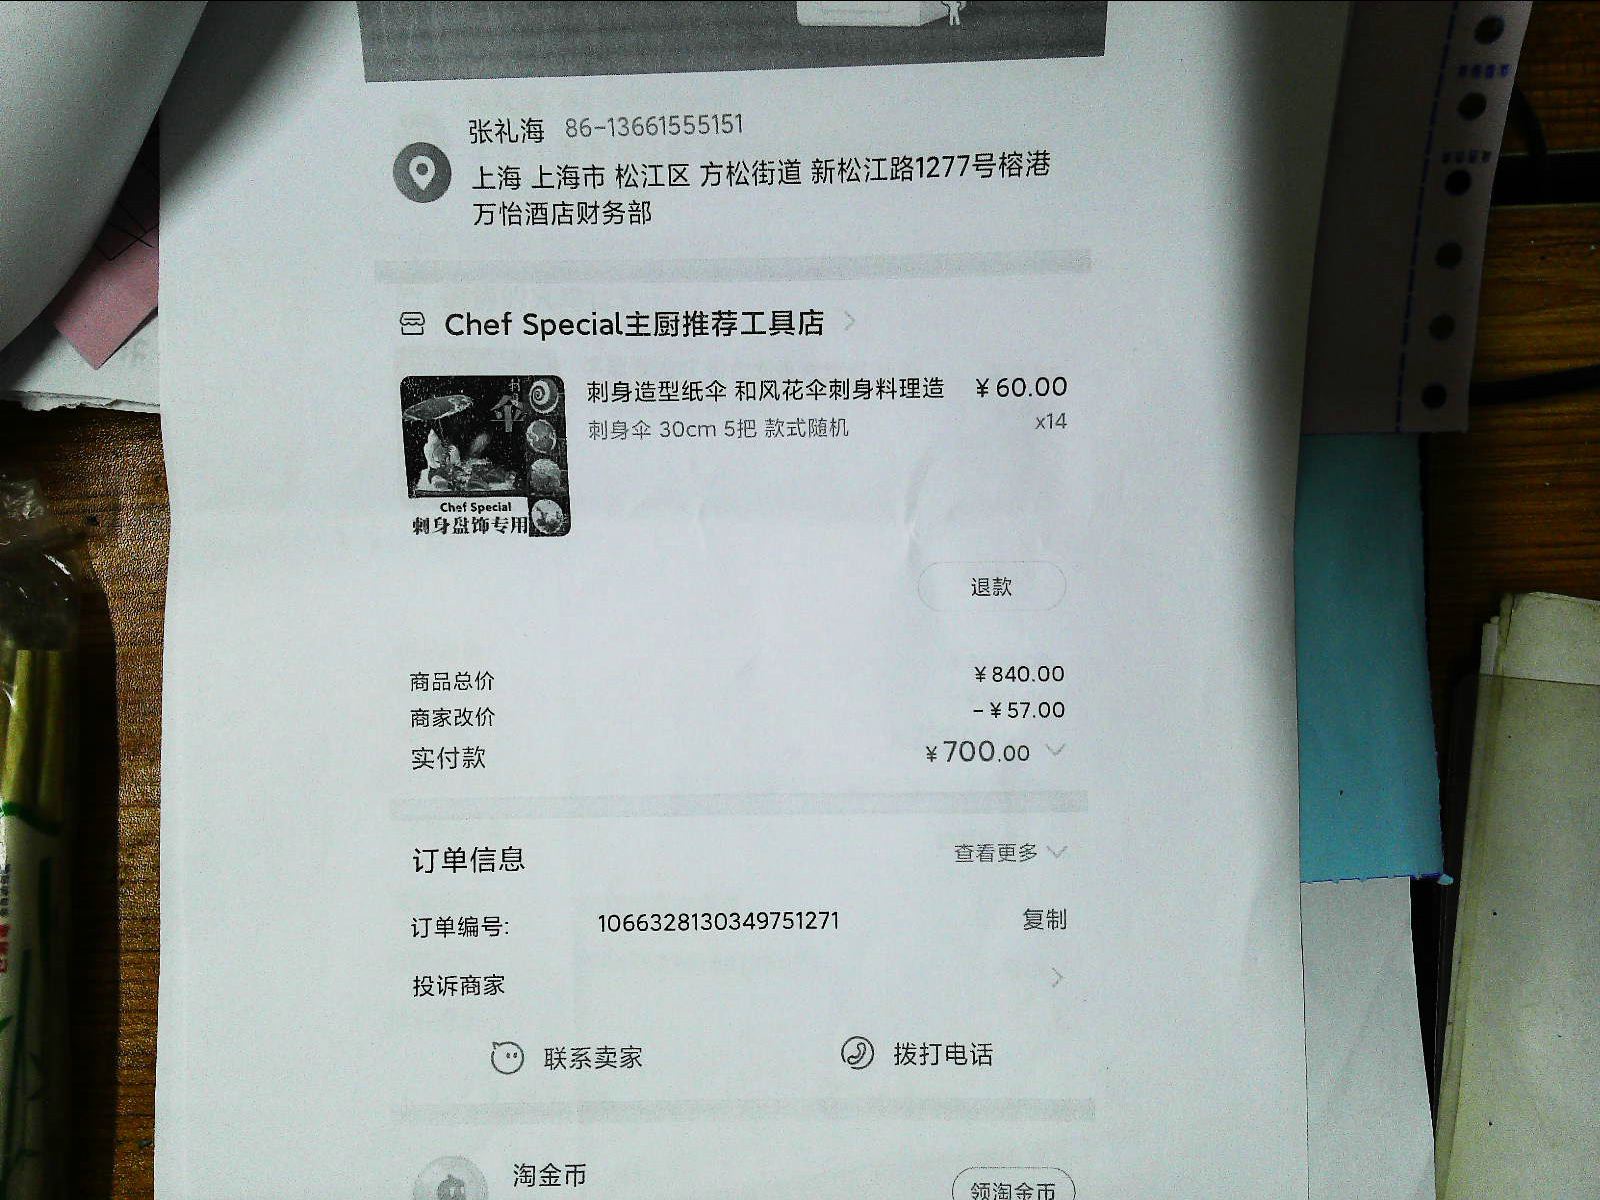 张礼海 86-13661555151
上海 上海市 松江区 方松街道 新松江路1277号榕港
万怡酒店财务部
Chef Special主厨推荐工具店
刺身造型纸伞 和风花伞刺身料理造 ¥60.00
刺身伞 30cm 5把 款式随机 x14
伞
Chef Special
刺身盘饰专用
退款
商品总价 ¥840.00
商家改价 -¥57.00
实付款 ¥700.00
订单信息 查看更多
订单编号: 1066328130349751271 复制
投诉商家
联系卖家 拨打电话
淘金币 领淘金币